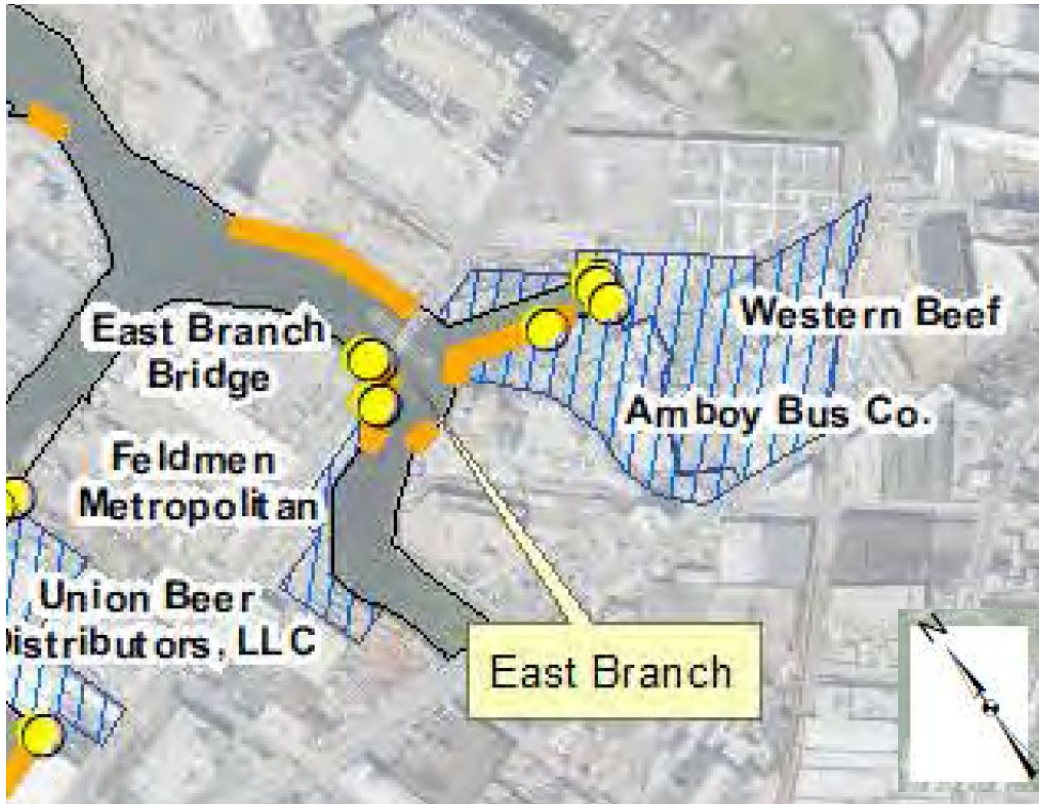 East Branch
Bridge
Western Beef
Amboy Bus Co.
Feldmen
Metropolitan
Union Beer
Distributors, LLC
East Branch
N